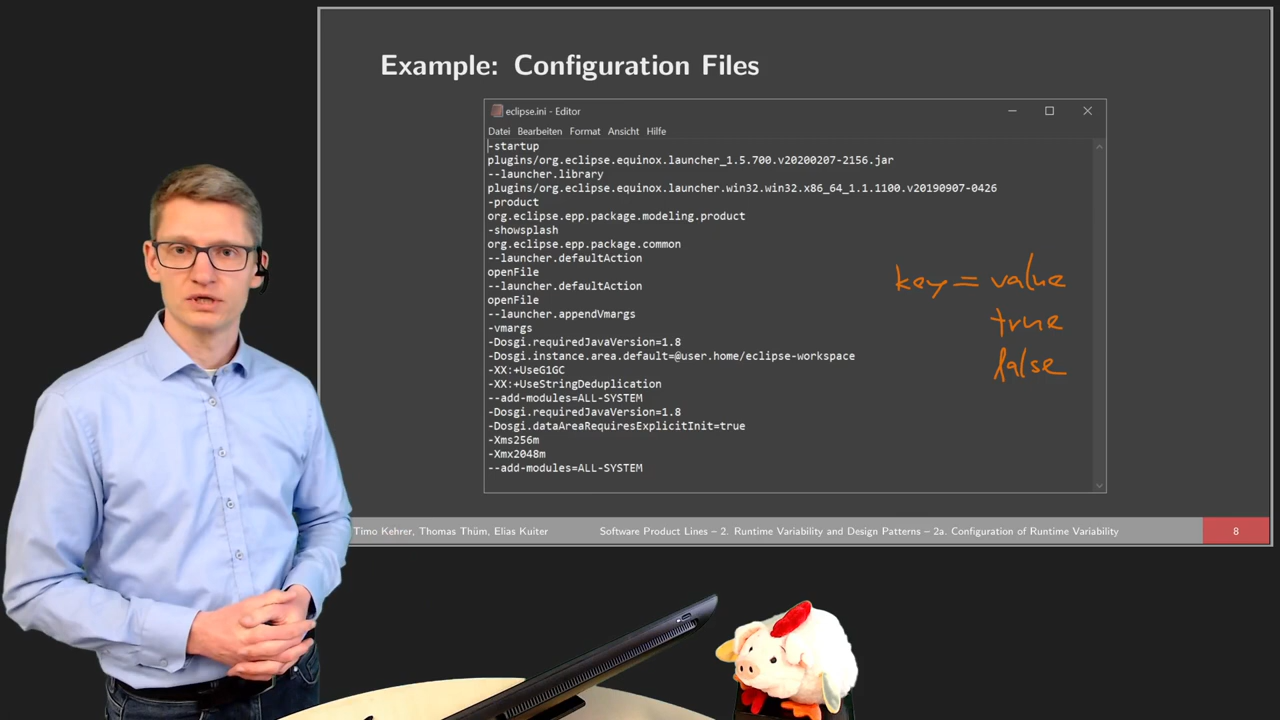 Example: Configuration Files
eclipse.ini - Editor
Datei Bearbeiten Format Ansicht Hilfe
-startup
plugins/org.eclipse.equinox.launcher_1.5.700.v20200207-2156.jar
--launcher.library
plugins/org.eclipse.equinox.launcher.win32.win32.x86_64_1.1.1100.v20190907-0426
-product
org.eclipse.epp.package.modeling.product
-showsplash
org.eclipse.epp.package.common
--launcher.defaultAction
openFile
--launcher.defaultAction
openFile
--launcher.appendVmargs
-vmargs
-Dosgi.requiredJavaVersion=1.8
-Dosgi.instance.area.default=@user.home/eclipse-workspace
-XX:+UseG1GC
-XX:+UseStringDeduplication
--add-modules=ALL-SYSTEM
-Dosgi.requiredJavaVersion=1.8
-Dosgi.dataAreaRequiresExplicitInit=true
-Xms256m
-Xmx2048m
--add-modules=ALL-SYSTEM
key = value
true
false
Timo Kehrer, Thomas Thüm, Elias Kuiter
Software Product Lines – 2. Runtime Variability and Design Patterns – 2a. Configuration of Runtime Variability
8